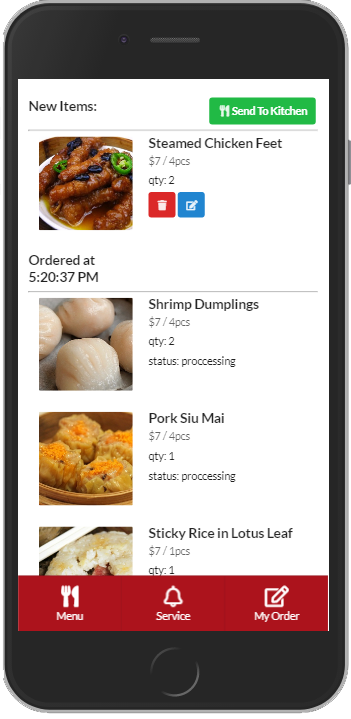 New Items:
Send To Kitchen
Steamed Chicken Feet
$7 / 4pcs
qty: 2
Ordered at
5:20:37 PM
Shrimp Dumplings
$7 / 4pcs
qty: 2
status: proccessing
Pork Siu Mai
$7 / 4pcs
qty: 1
status: proccessing
Sticky Rice in Lotus Leaf
$7 / 1pcs
qty: 1
Menu
Service
My Order